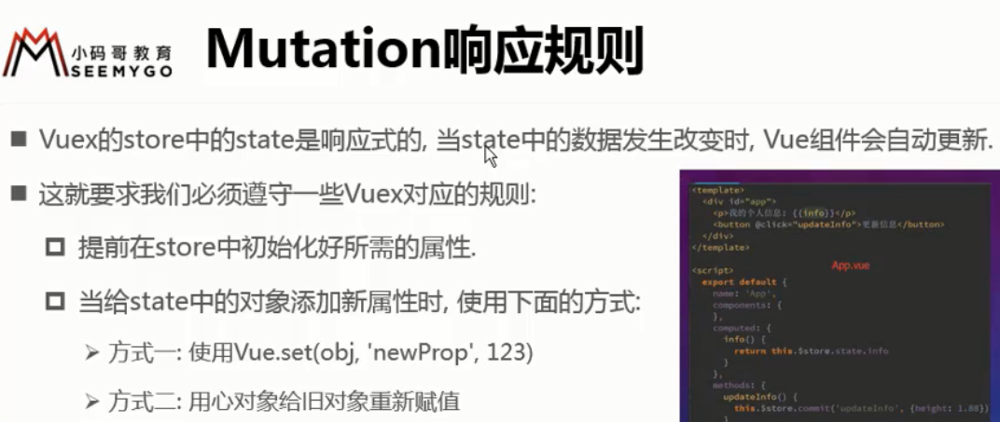 小码哥教育
SEEMYGO
Mutation响应规则
Vuex的store中的state是响应式的, 当state中的数据发生改变时, Vue组件会自动更新.
这就要求我们必须遵守一些Vuex对应的规则:
提前在store中初始化好所需的属性.
当给state中的对象添加新属性时, 使用下面的方式:
方式一: 使用Vue.set(obj, 'newProp', 123)
方式二: 用心对象给旧对象重新赋值
<template>
<div id="app">
<p>我的个人信息: {{info}}</p>
<button @click="updateInfo">更新信息</button>
</div>
</template>
App.vue
<script>
export default {
name: 'App',
components: {
},
computed: {
info() {
return this.$store.state.info
}
},
methods: {
updateInfo() {
this.$store.commit('updateInfo', {height: 1.88})
}